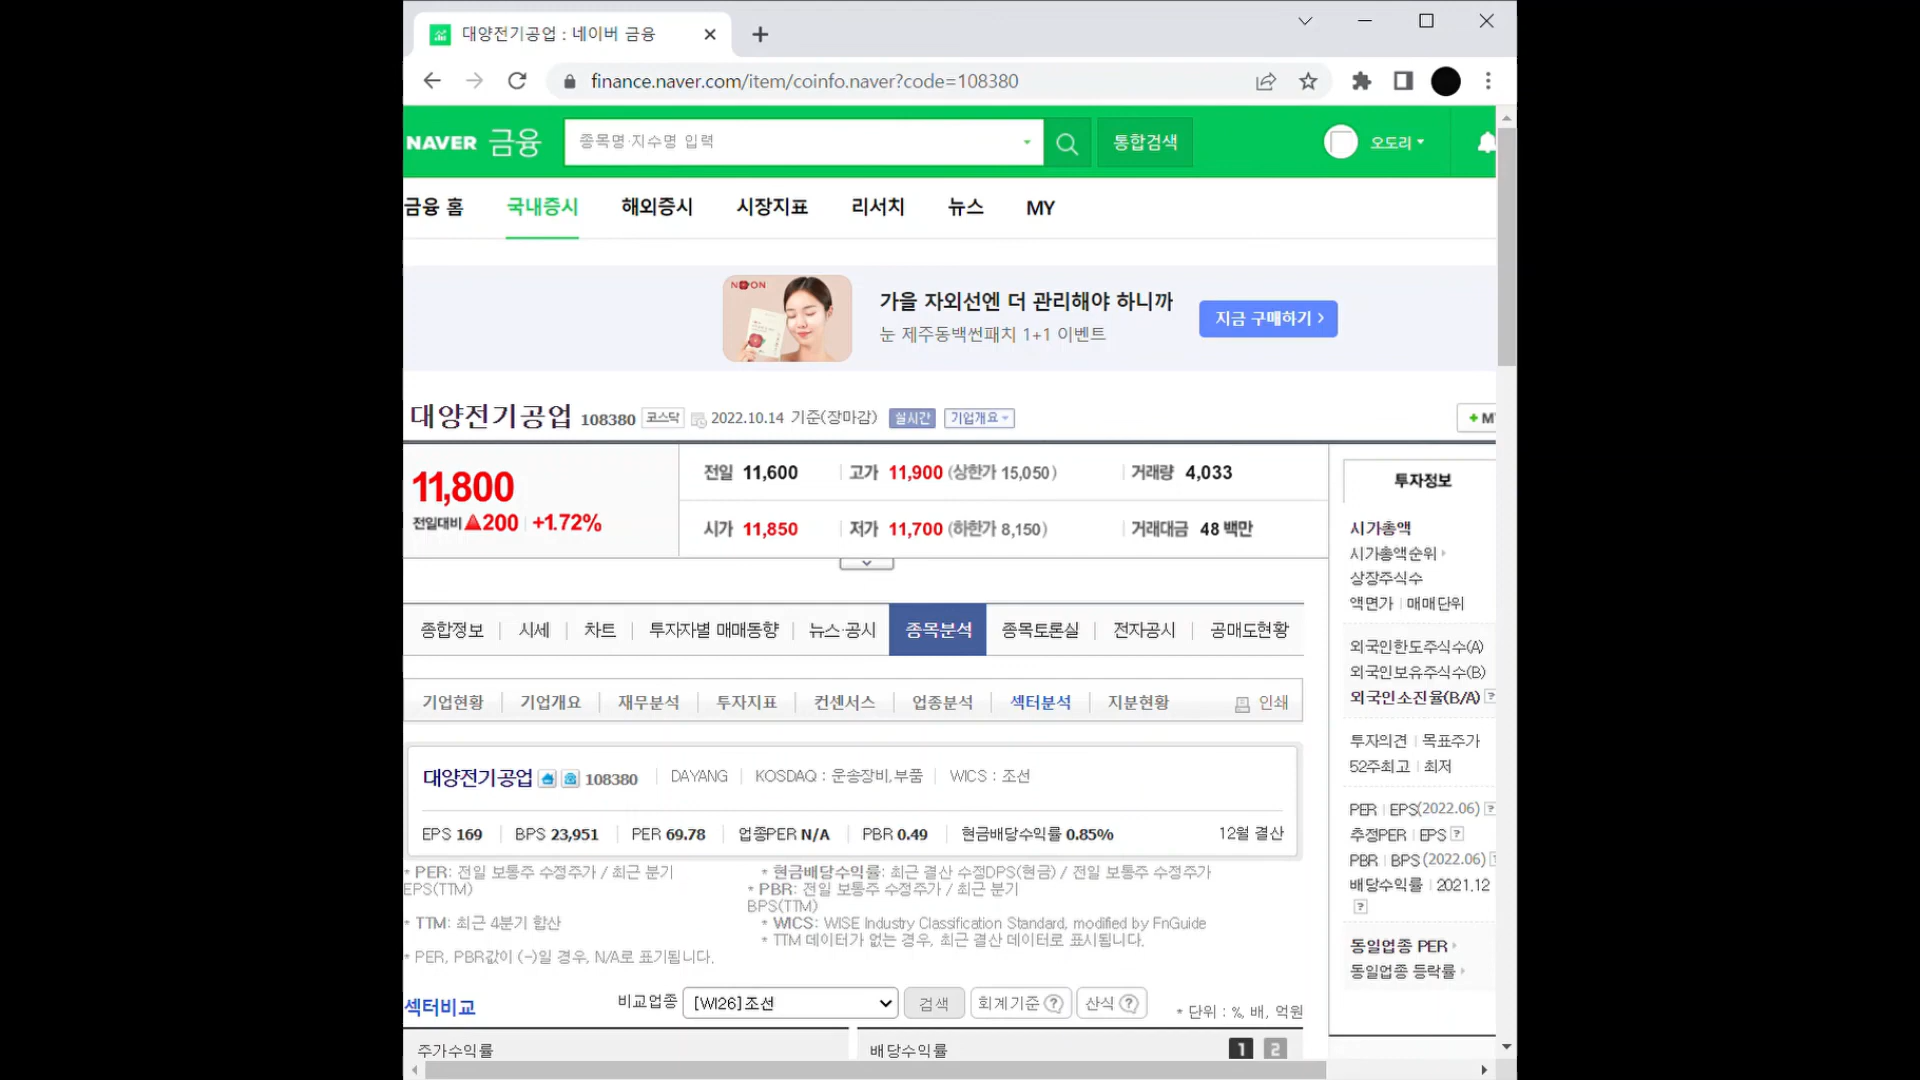 대양전기공업 : 네이버 금융
finance.naver.com/item/coinfo.naver?code=108380
NAVER 금융 종목명·지수명 입력 통합검색 오도리
금융 홈 국내증시 해외증시 시장지표 리서치 뉴스 MY
NOON
가을 자외선엔 더 관리해야 하니까
눈 제주동백썬패치 1+1 이벤트
지금 구매하기 >
대양전기공업 108380 코스닥 2022.10.14 기준(장마감) 실시간 기업개요
+ M
11,800
전일대비 ▲200 +1.72%
전일 11,600 고가 11,900 (상한가 15,050) 거래량 4,033
시가 11,850 저가 11,700 (하한가 8,150) 거래대금 48 백만
종합정보 시세 차트 투자자별 매매동향 뉴스·공시 종목분석 종목토론실 전자공시 공매도현황
기업현황 기업개요 재무분석 투자지표 컨센서스 업종분석 섹터분석 지분현황 인쇄
대양전기공업 108380 DAYANG KOSDAQ : 운송장비,부품 WICS : 조선
EPS 169 BPS 23,951 PER 69.78 업종PER N/A PBR 0.49 현금배당수익률 0.85% 12월 결산
* PER: 전일 보통주 수정주가 / 최근 분기
EPS(TTM)
* TTM: 최근 4분기 합산
* PER, PBR값이 (-)일 경우, N/A로 표기됩니다.
* 현금배당수익률: 최근 결산 수정DPS(현금) / 전일 보통주 수정주가
* PBR: 전일 보통주 수정주가 / 최근 분기
BPS(TTM)
* WICS: WISE Industry Classification Standard, modified by FnGuide
* TTM 데이터가 없는 경우, 최근 결산 데이터로 표시됩니다.
섹터비교 비교업종 [WI26]조선 검색 회계기준 ? 산식 ? * 단위 : %, 배, 억원
주가수익률 배당수익률 1 2
투자정보
시가총액
시가총액순위
상장주식수
액면가 매매단위
외국인한도주식수(A)
외국인보유주식수(B)
외국인소진율(B/A) ?
투자의견 목표주가
52주최고 최저
PER EPS(2022.06) ?
추정PER EPS ?
PBR BPS (2022.06)
배당수익률 2021.12
?
동일업종 PER
동일업종 등락률